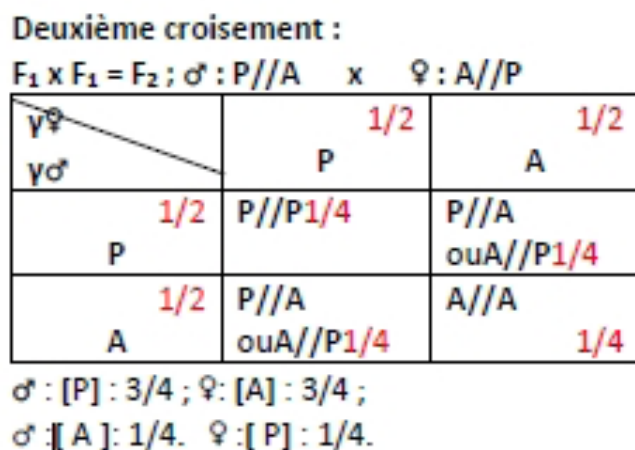 Deuxième croisement :
F₁ x F₁ = F₂ ; ♂ : P//A x ♀ : A//P
γ♀ 1/2 1/2
γ♂ P A
1/2 P//P1/4 P//A
P ouA//P1/4
1/2 P//A A//A
A ouA//P1/4 1/4
♂ : [P] : 3/4 ; ♀: [A] : 3/4 ;
♂ :[ A ]: 1/4. ♀ :[ P] : 1/4.